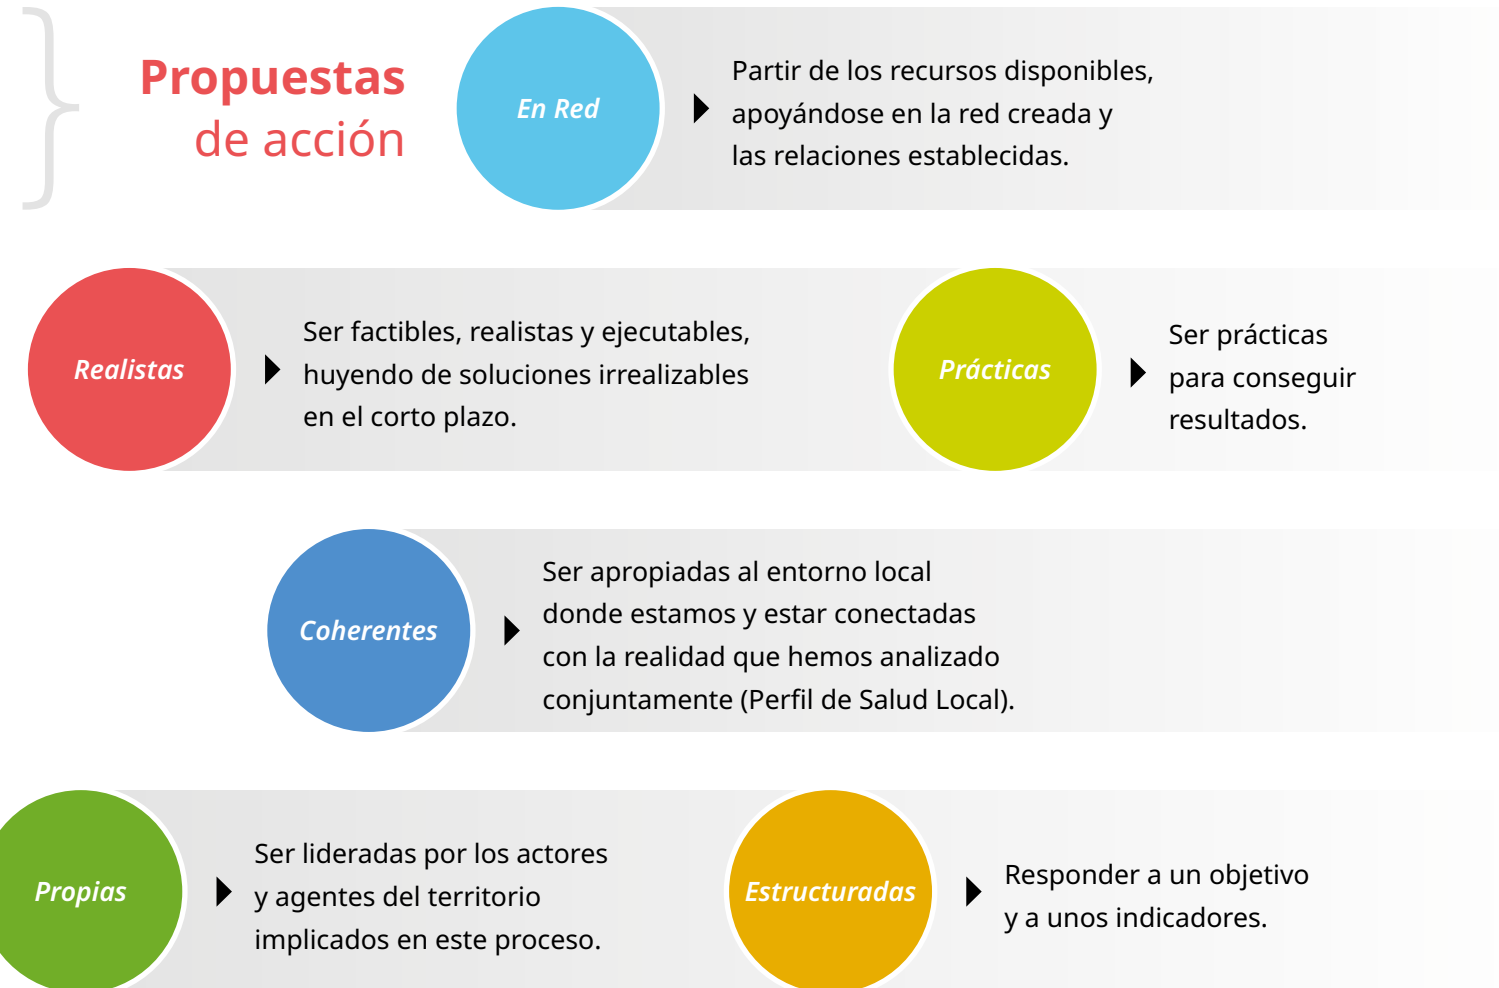 Propuestas
de acción
En Red
Partir de los recursos disponibles,
apoyándose en la red creada y
las relaciones establecidas.
Realistas
Ser factibles, realistas y ejecutables,
huyendo de soluciones irrealizables
en el corto plazo.
Prácticas
Ser prácticas
para conseguir
resultados.
Coherentes
Ser apropiadas al entorno local
donde estamos y estar conectadas
con la realidad que hemos analizado
conjuntamente (Perfil de Salud Local).
Propias
Ser lideradas por los actores
y agentes del territorio
implicados en este proceso.
Estructuradas
Responder a un objetivo
y a unos indicadores.